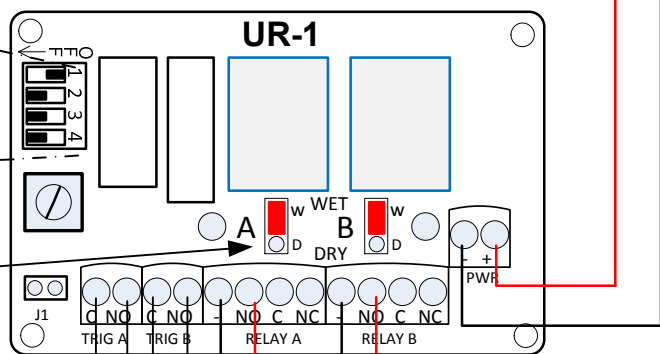 UR-1
OFF
1
2
3
4
W WET
A B W
D DRY D
- +
PWR
J1
C NO C NO - NO C NC - NO C NC
TRIG A TRIG B RELAY A RELAY B